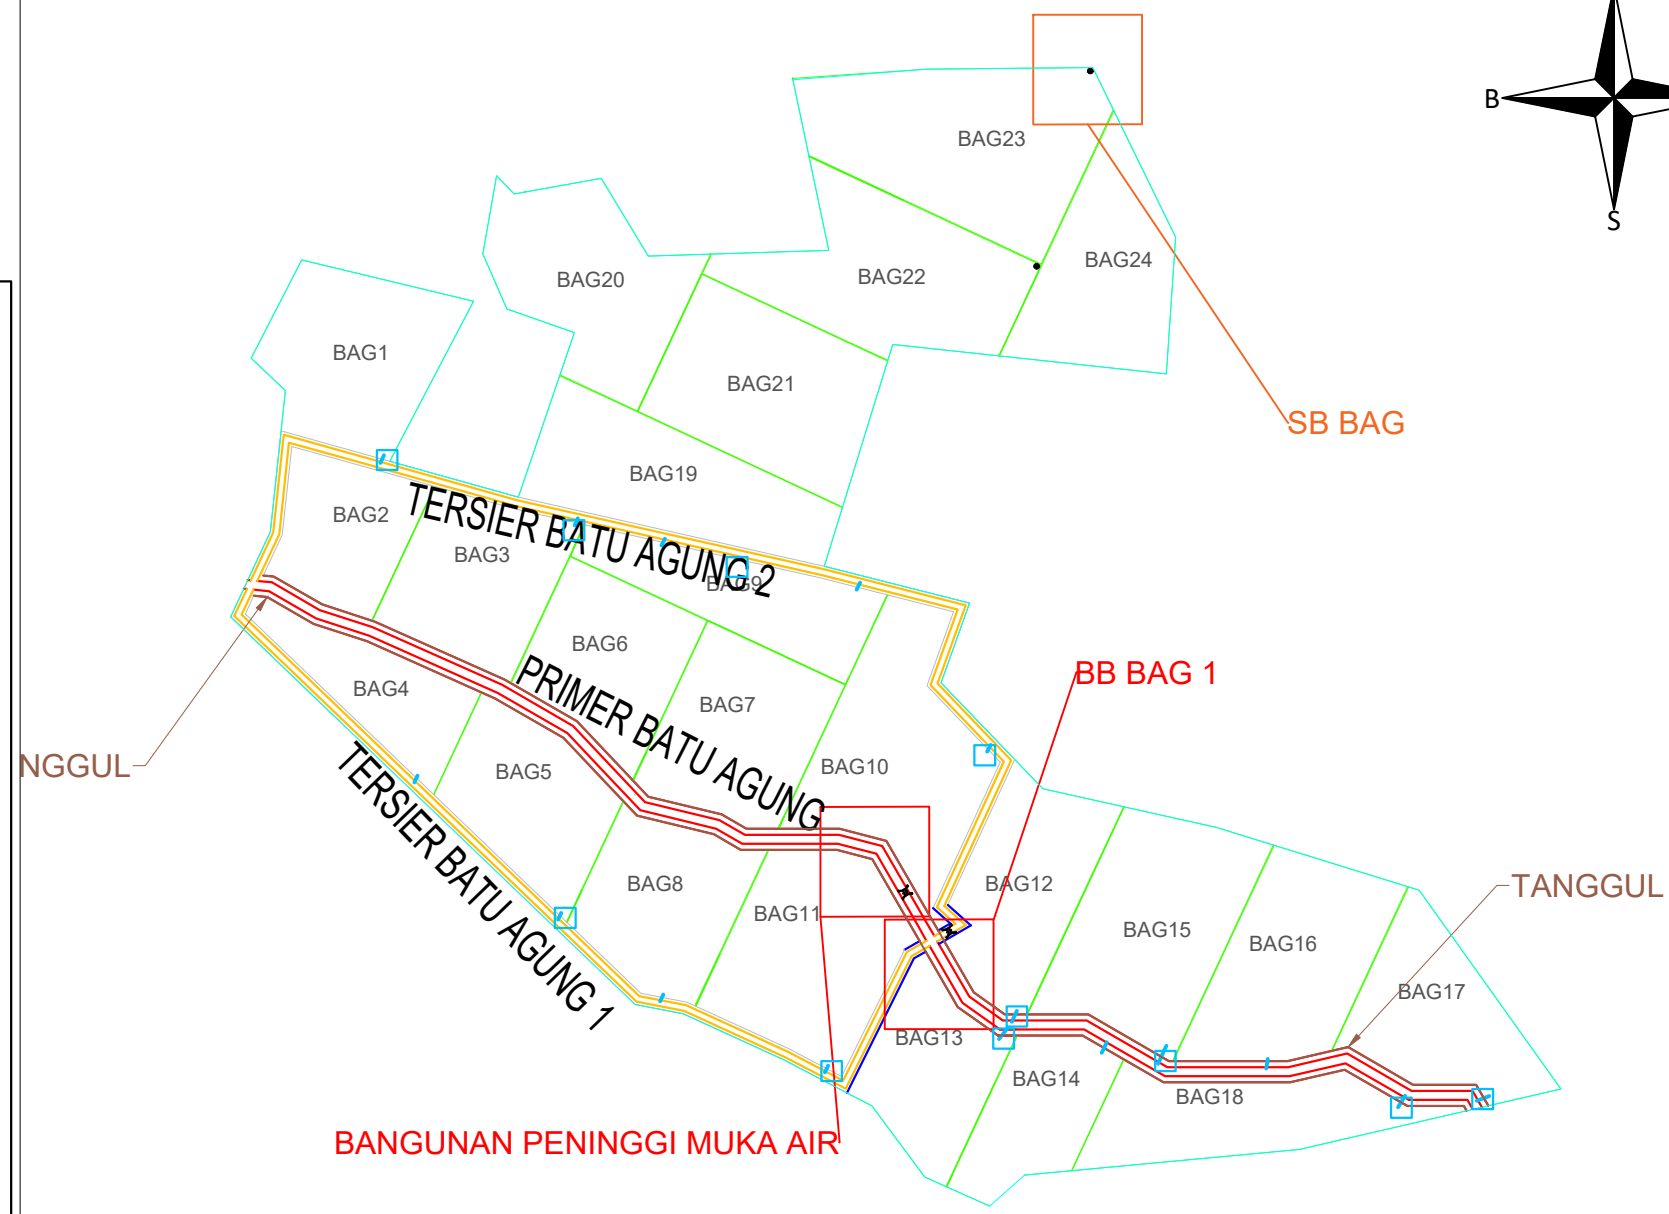 B
S
BAG23
BAG24
BAG22
BAG20
BAG1
BAG21
SB BAG
BAG19
BAG2
TERSIER BATU AGUNG 2
BAG3
BAG9
BAG6
BB BAG 1
BAG4
PRIMER BATU AGUNG
BAG7
NGGUL
BAG5
BAG10
TERSIER BATU AGUNG 1
BAG8
BAG12
TANGGUL
BAG11
BAG15
BAG16
BAG17
BAG13
BAG14
BAG18
BANGUNAN PENINGGI MUKA AIR